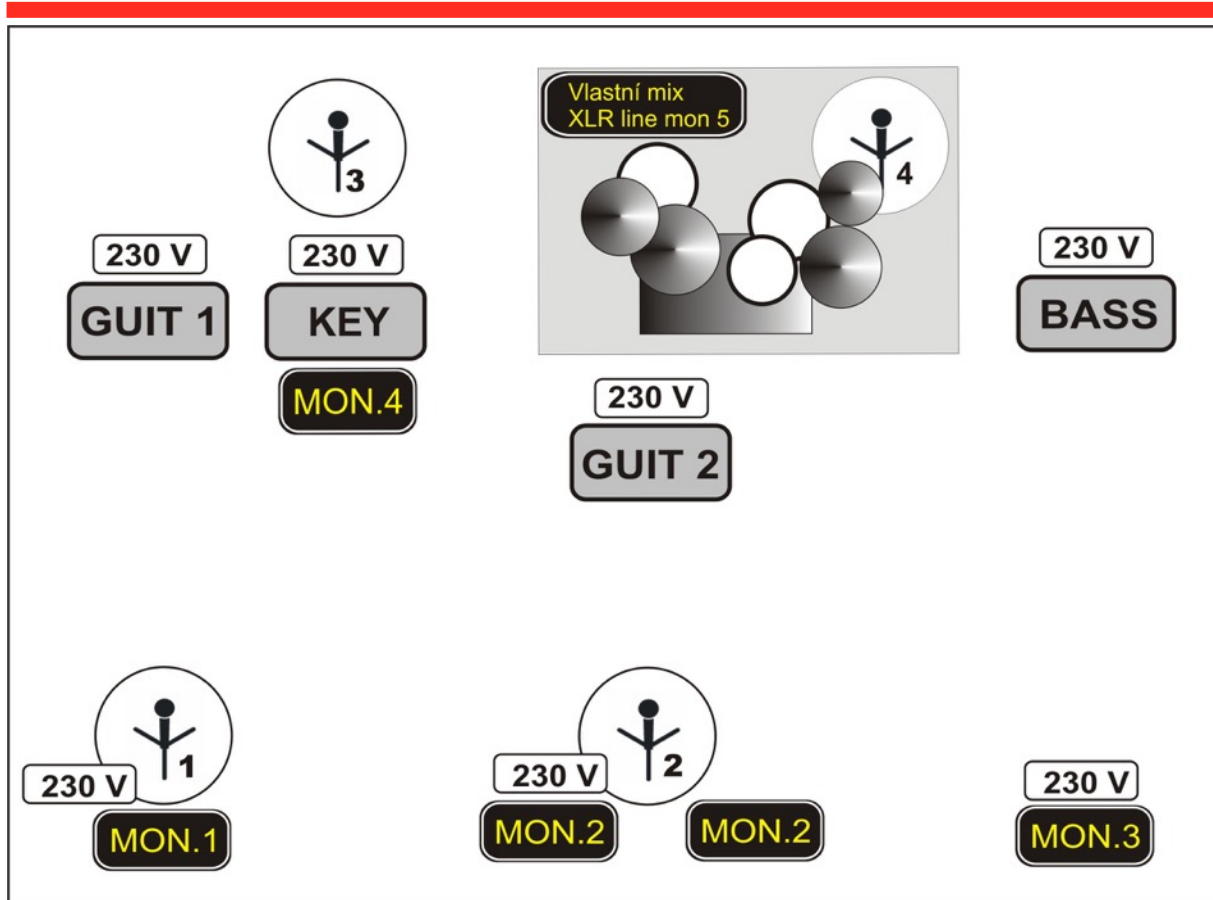 Vlastní mix
XLR line mon 5
3
4
230 V
230 V
230 V
GUIT 1
KEY
BASS
MON.4
230 V
GUIT 2
1
2
230 V
230 V
230 V
MON.1
MON.2
MON.2
MON.3